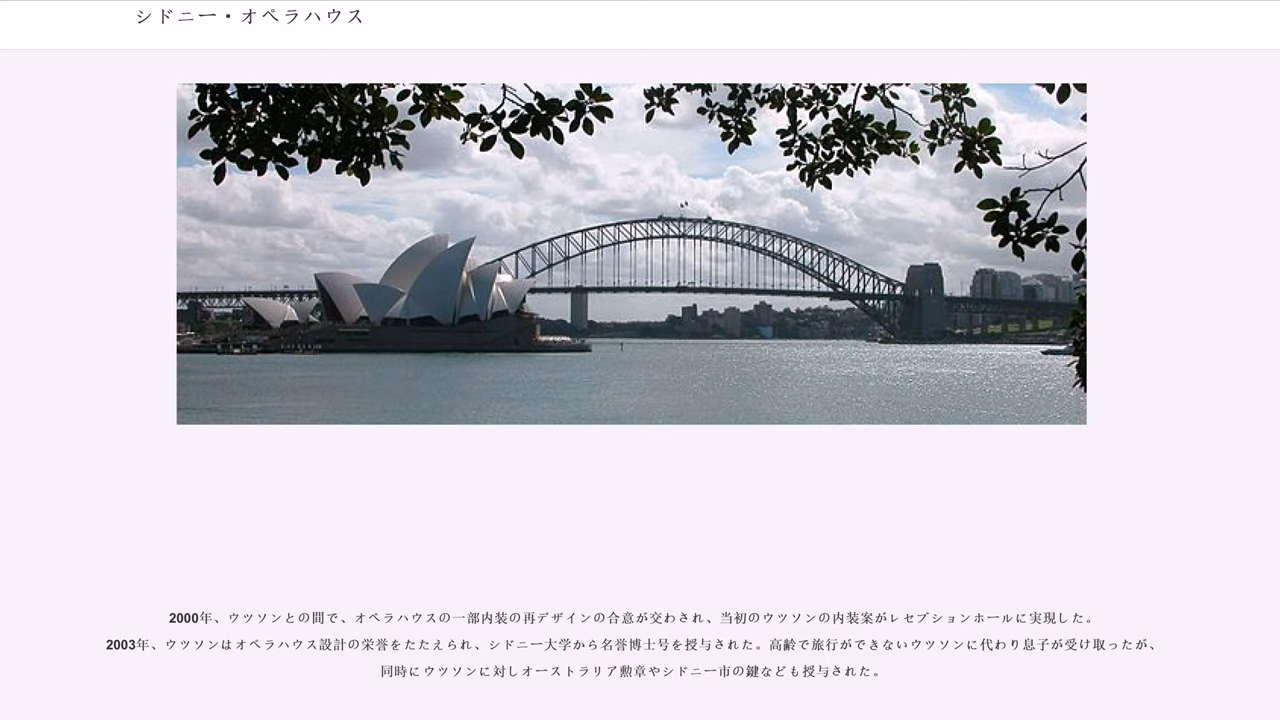 シドニー・オペラハウス
2000年、ウツソンとの間で、オペラハウスの一部内装の再デザインの合意が交わされ、当初のウツソンの内装案がレセプションホールに実現した。
2003年、ウツソンはオペラハウス設計の栄誉をたたえられ、シドニー大学から名誉博士号を授与された。高齢で旅行ができないウツソンに代わり息子が受け取ったが、
同時にウツソンに対しオーストラリア勲章やシドニー市の鍵なども授与された。